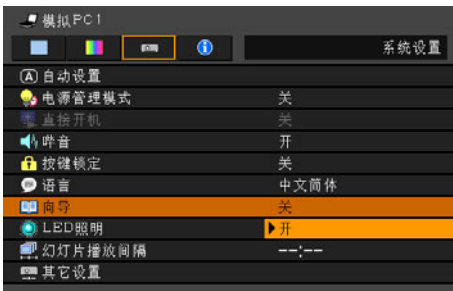 模拟PC1
系统设置
A 自动设置
电源管理模式 关
直接开机 关
哔音 开
按键锁定 关
语言 中文简体
向导 关
LED照明 开
幻灯片播放间隔 --:--
其它设置